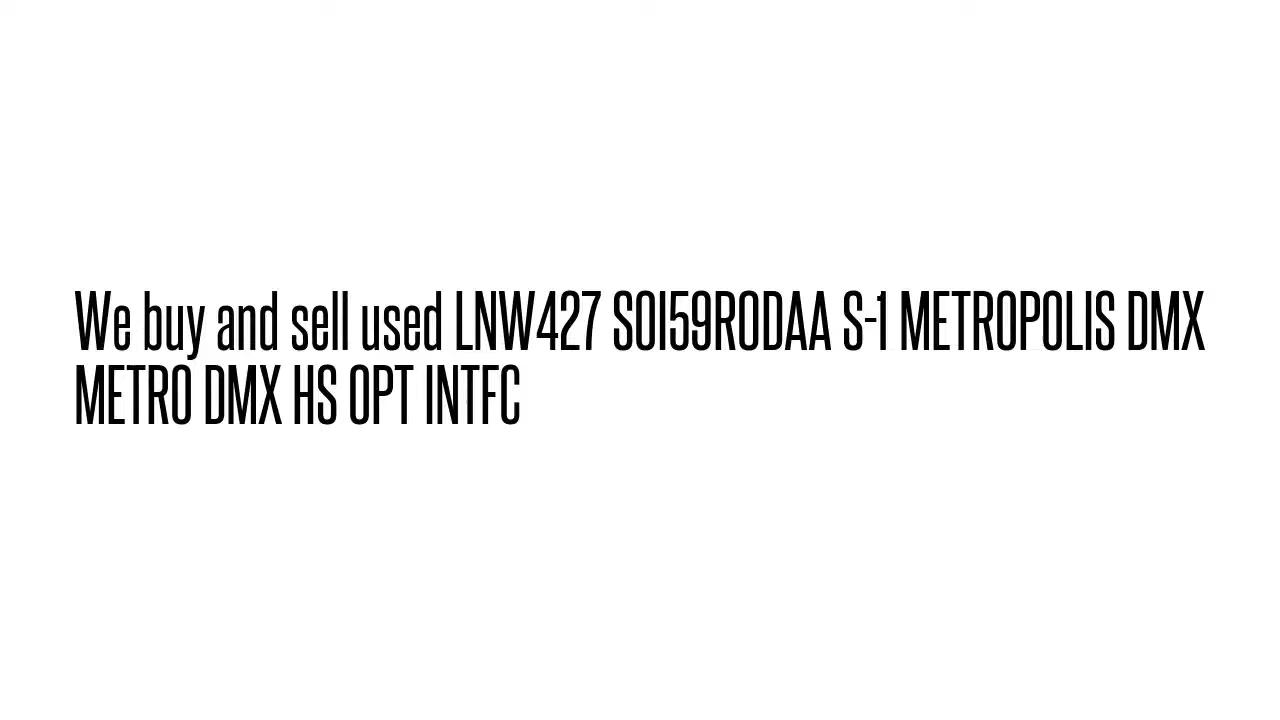 We buy and sell used LNW427 SOI59RODAA S-1 METROPOLIS DMX
METRO DMX HS OPT INTFC